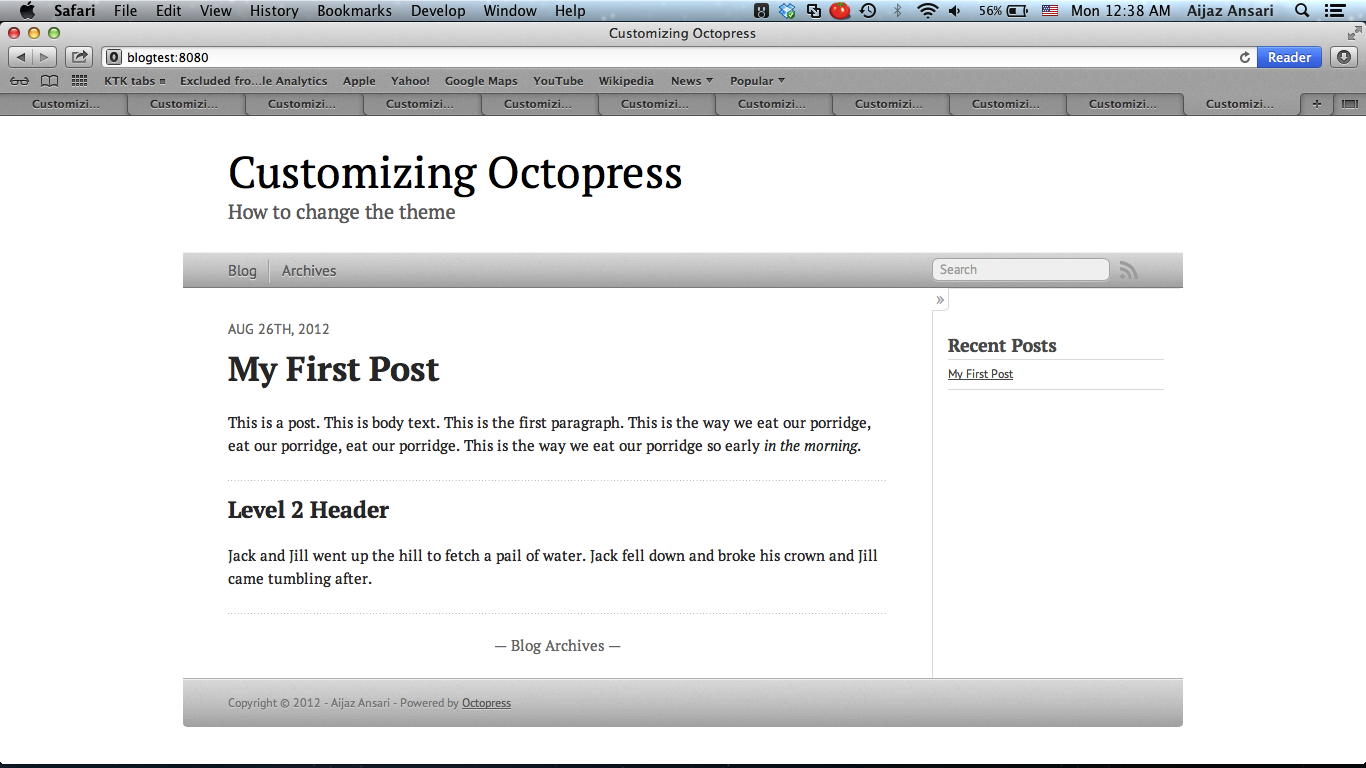 Safari File Edit View History Bookmarks Develop Window Help 56% Mon 12:38 AM Aijaz Ansari
Customizing Octopress
blogtest:8080 Reader
KTK tabs Excluded fro...le Analytics Apple Yahoo! Google Maps YouTube Wikipedia News Popular
Customizi... Customizi... Customizi... Customizi... Customizi... Customizi... Customizi... Customizi... Customizi... Customizi... Customizi...
Customizing Octopress
How to change the theme
Blog Archives Search
»
AUG 26TH, 2012
My First Post
This is a post. This is body text. This is the first paragraph. This is the way we eat our porridge,
eat our porridge, eat our porridge. This is the way we eat our porridge so early in the morning.
Level 2 Header
Jack and Jill went up the hill to fetch a pail of water. Jack fell down and broke his crown and Jill
came tumbling after.
— Blog Archives —
Recent Posts
My First Post
Copyright © 2012 - Aijaz Ansari - Powered by Octopress